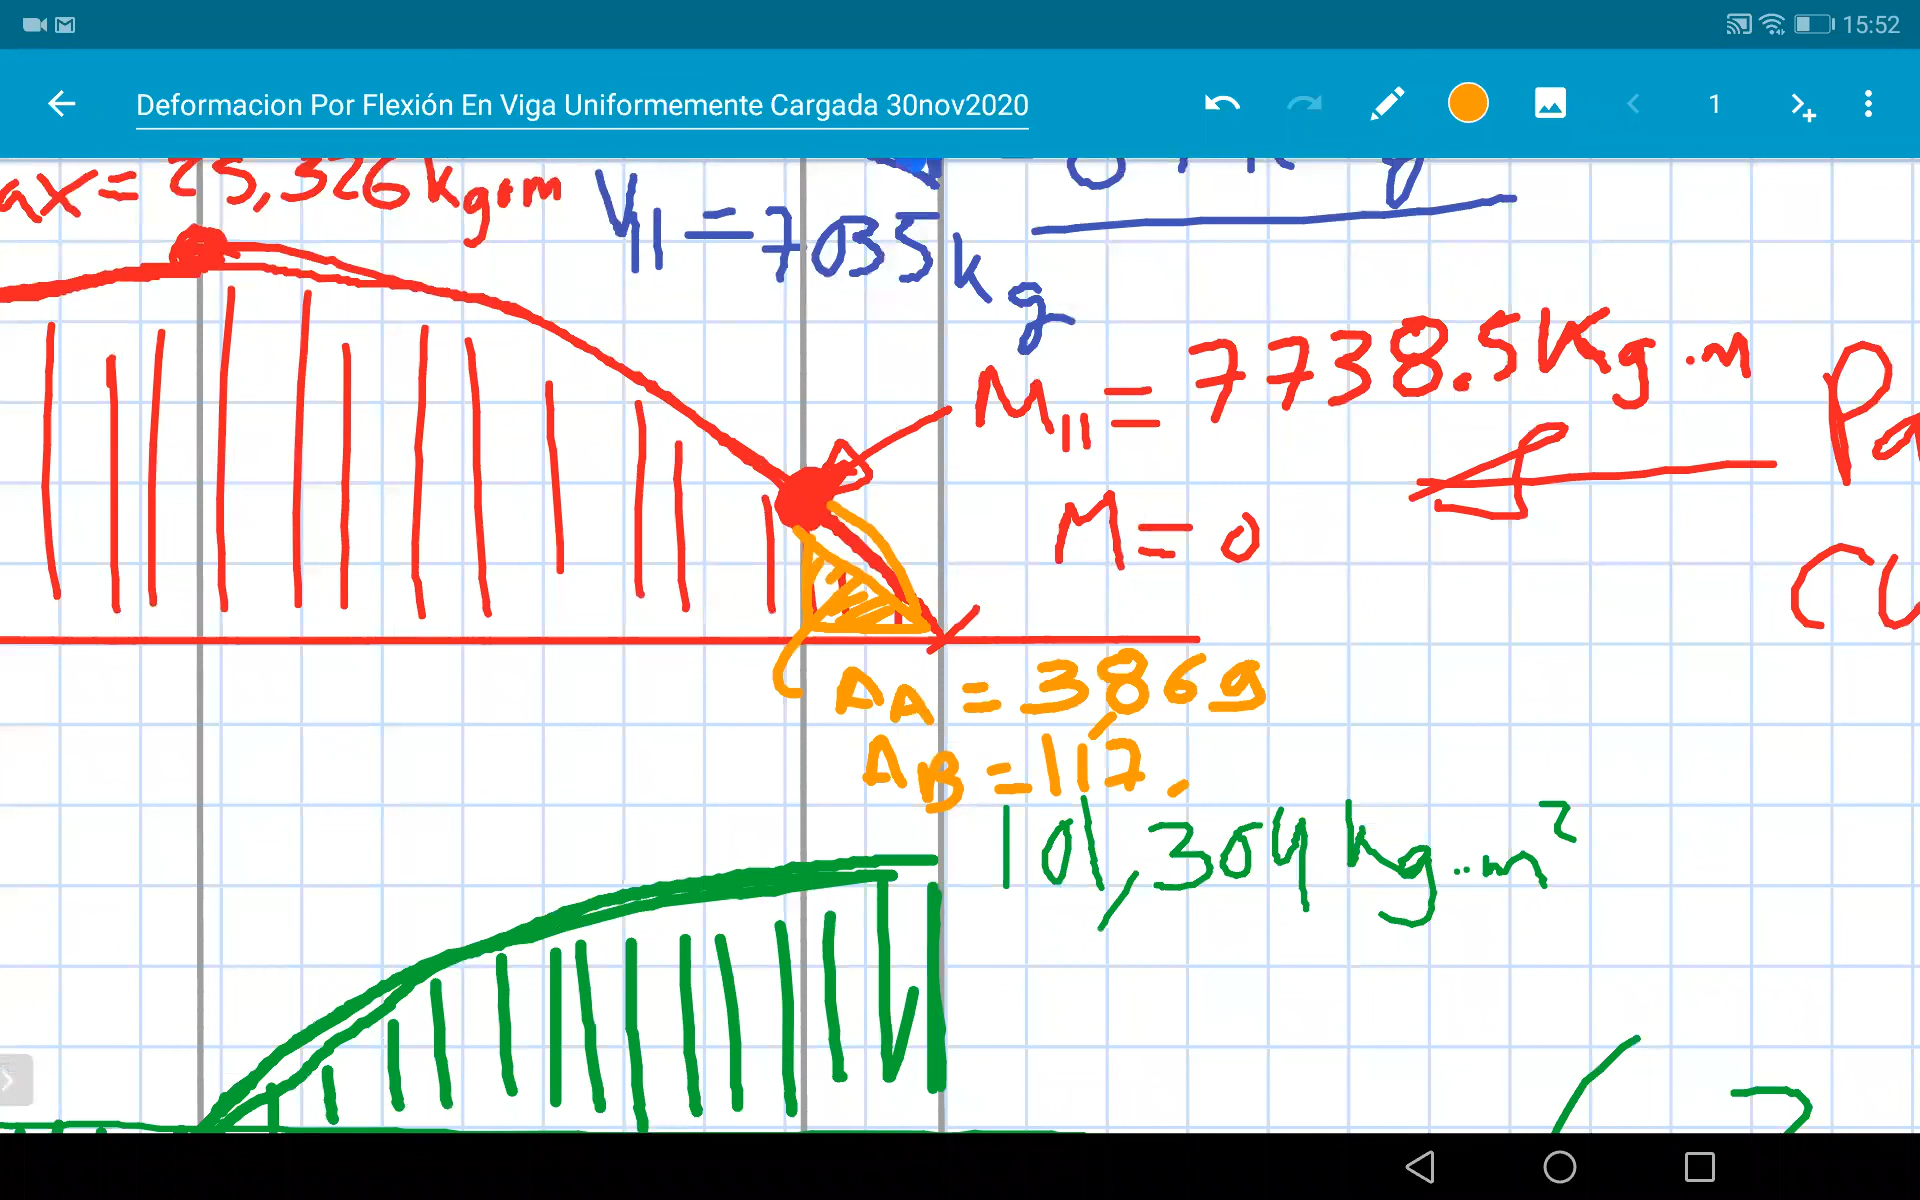 15:52
Deformacion Por Flexión En Viga Uniformemente Cargada 30nov2020
1
ax = 25,326 kg*m
V11 = 7035 kg
M11 = 7738.5 Kg.m
M = 0
AA = 3869
AB = 117.
101,304 kg.m²